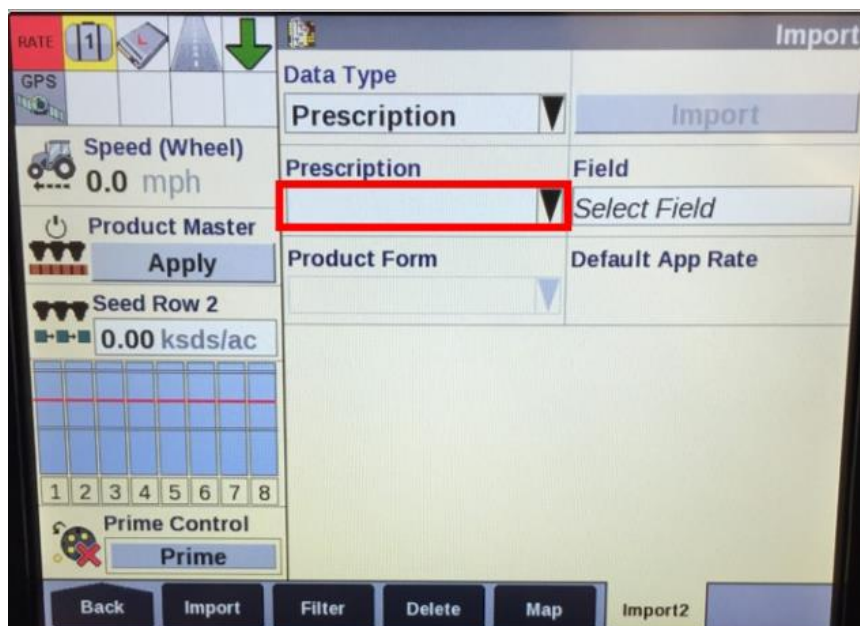 Import
RATE
1
GPS
Data Type
Prescription
Import
Speed (Wheel)
0.0 mph
Prescription
Field
Select Field
Product Master
Apply
Product Form
Default App Rate
Seed Row 2
0.00 ksds/ac
1 2 3 4 5 6 7 8
Prime Control
Prime
Back
Import
Filter
Delete
Map
Import2